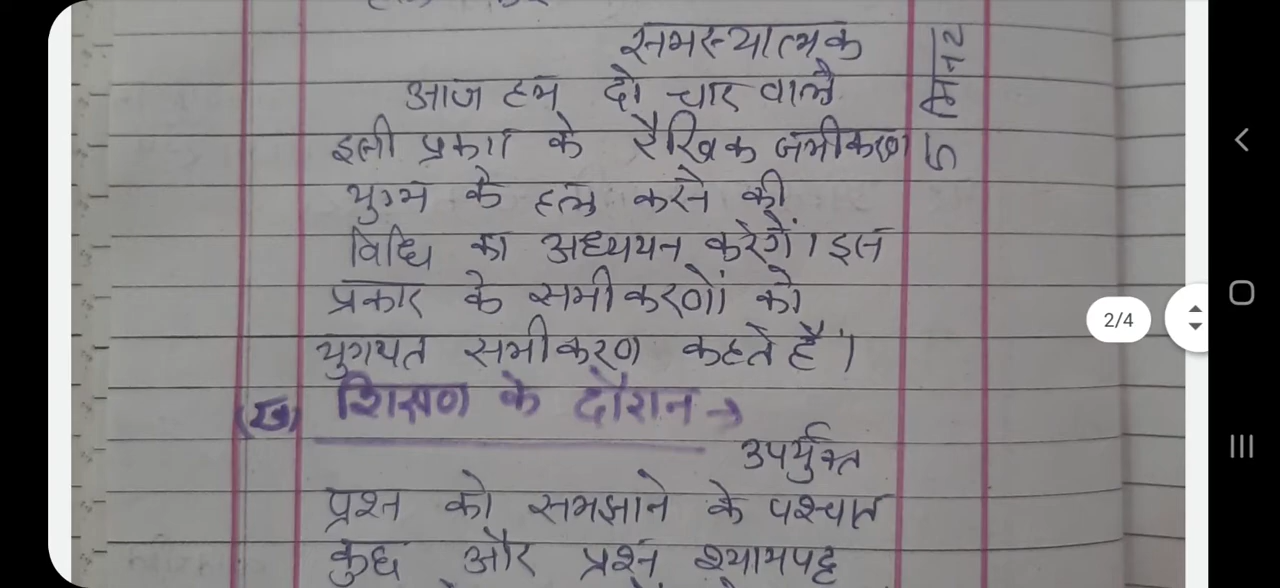 समस्यात्मक
आज हम दो चार वाले
इसी प्रकार के रैखिक समीकरण
युग्म के हल करने की
विधि का अध्ययन करेगें। इस
प्रकार के समीकरणों को
युगपत समीकरण कहते है।
5 मिनट
(ख) शिक्षण के दौरान →
उपर्युक्त
प्रश्न को समझाने के पश्चात
कुछ और प्रश्न श्यामपट्ट
2/4